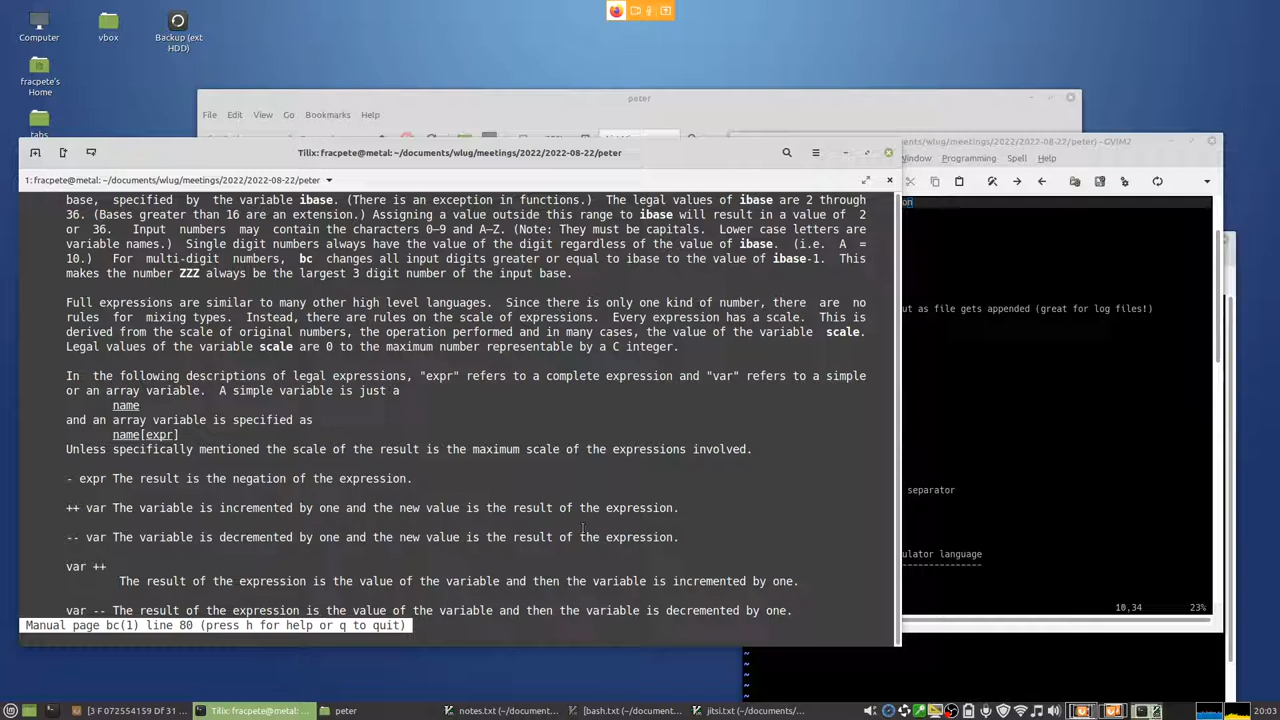 Computer
vbox
Backup (ext HDD)
fracpete's Home
tabs
peter
File Edit View Go Bookmarks Help
Tilix: fracpete@metal: ~/documents/wlug/meetings/2022/2022-08-22/peter
ments/wlug/meetings/2022/2022-08-22/peter) - GVIM2
Window Programming Spell Help
1: fracpete@metal: ~/documents/wlug/meetings/2022/2022-08-22/peter
base, specified by the variable ibase. (There is an exception in functions.) The legal values of ibase are 2 through
36. (Bases greater than 16 are an extension.) Assigning a value outside this range to ibase will result in a value of 2
or 36. Input numbers may contain the characters 0–9 and A–Z. (Note: They must be capitals. Lower case letters are
variable names.) Single digit numbers always have the value of the digit regardless of the value of ibase. (i.e. A =
10.) For multi-digit numbers, bc changes all input digits greater or equal to ibase to the value of ibase-1. This
makes the number ZZZ always be the largest 3 digit number of the input base.
Full expressions are similar to many other high level languages. Since there is only one kind of number, there are no
rules for mixing types. Instead, there are rules on the scale of expressions. Every expression has a scale. This is
derived from the scale of original numbers, the operation performed and in many cases, the value of the variable scale.
Legal values of the variable scale are 0 to the maximum number representable by a C integer.
In the following descriptions of legal expressions, "expr" refers to a complete expression and "var" refers to a simple
or an array variable. A simple variable is just a
name
and an array variable is specified as
name[expr]
Unless specifically mentioned the scale of the result is the maximum scale of the expressions involved.
- expr The result is the negation of the expression.
++ var The variable is incremented by one and the new value is the result of the expression.
-- var The variable is decremented by one and the new value is the result of the expression.
var ++
The result of the expression is the value of the variable and then the variable is incremented by one.
var -- The result of the expression is the value of the variable and then the variable is decremented by one.
Manual page bc(1) line 80 (press h for help or q to quit)
on
ut as file gets appended (great for log files!)
separator
ulator language
---------------
10,34 23%
~
~
~
~
~
[3 F 072554159 Df 31 ...
Tilix: fracpete@metal: ...
peter
notes.txt (~/document...
[bash.txt (~/documen...
jitsi.txt (~/documents/...
20:03